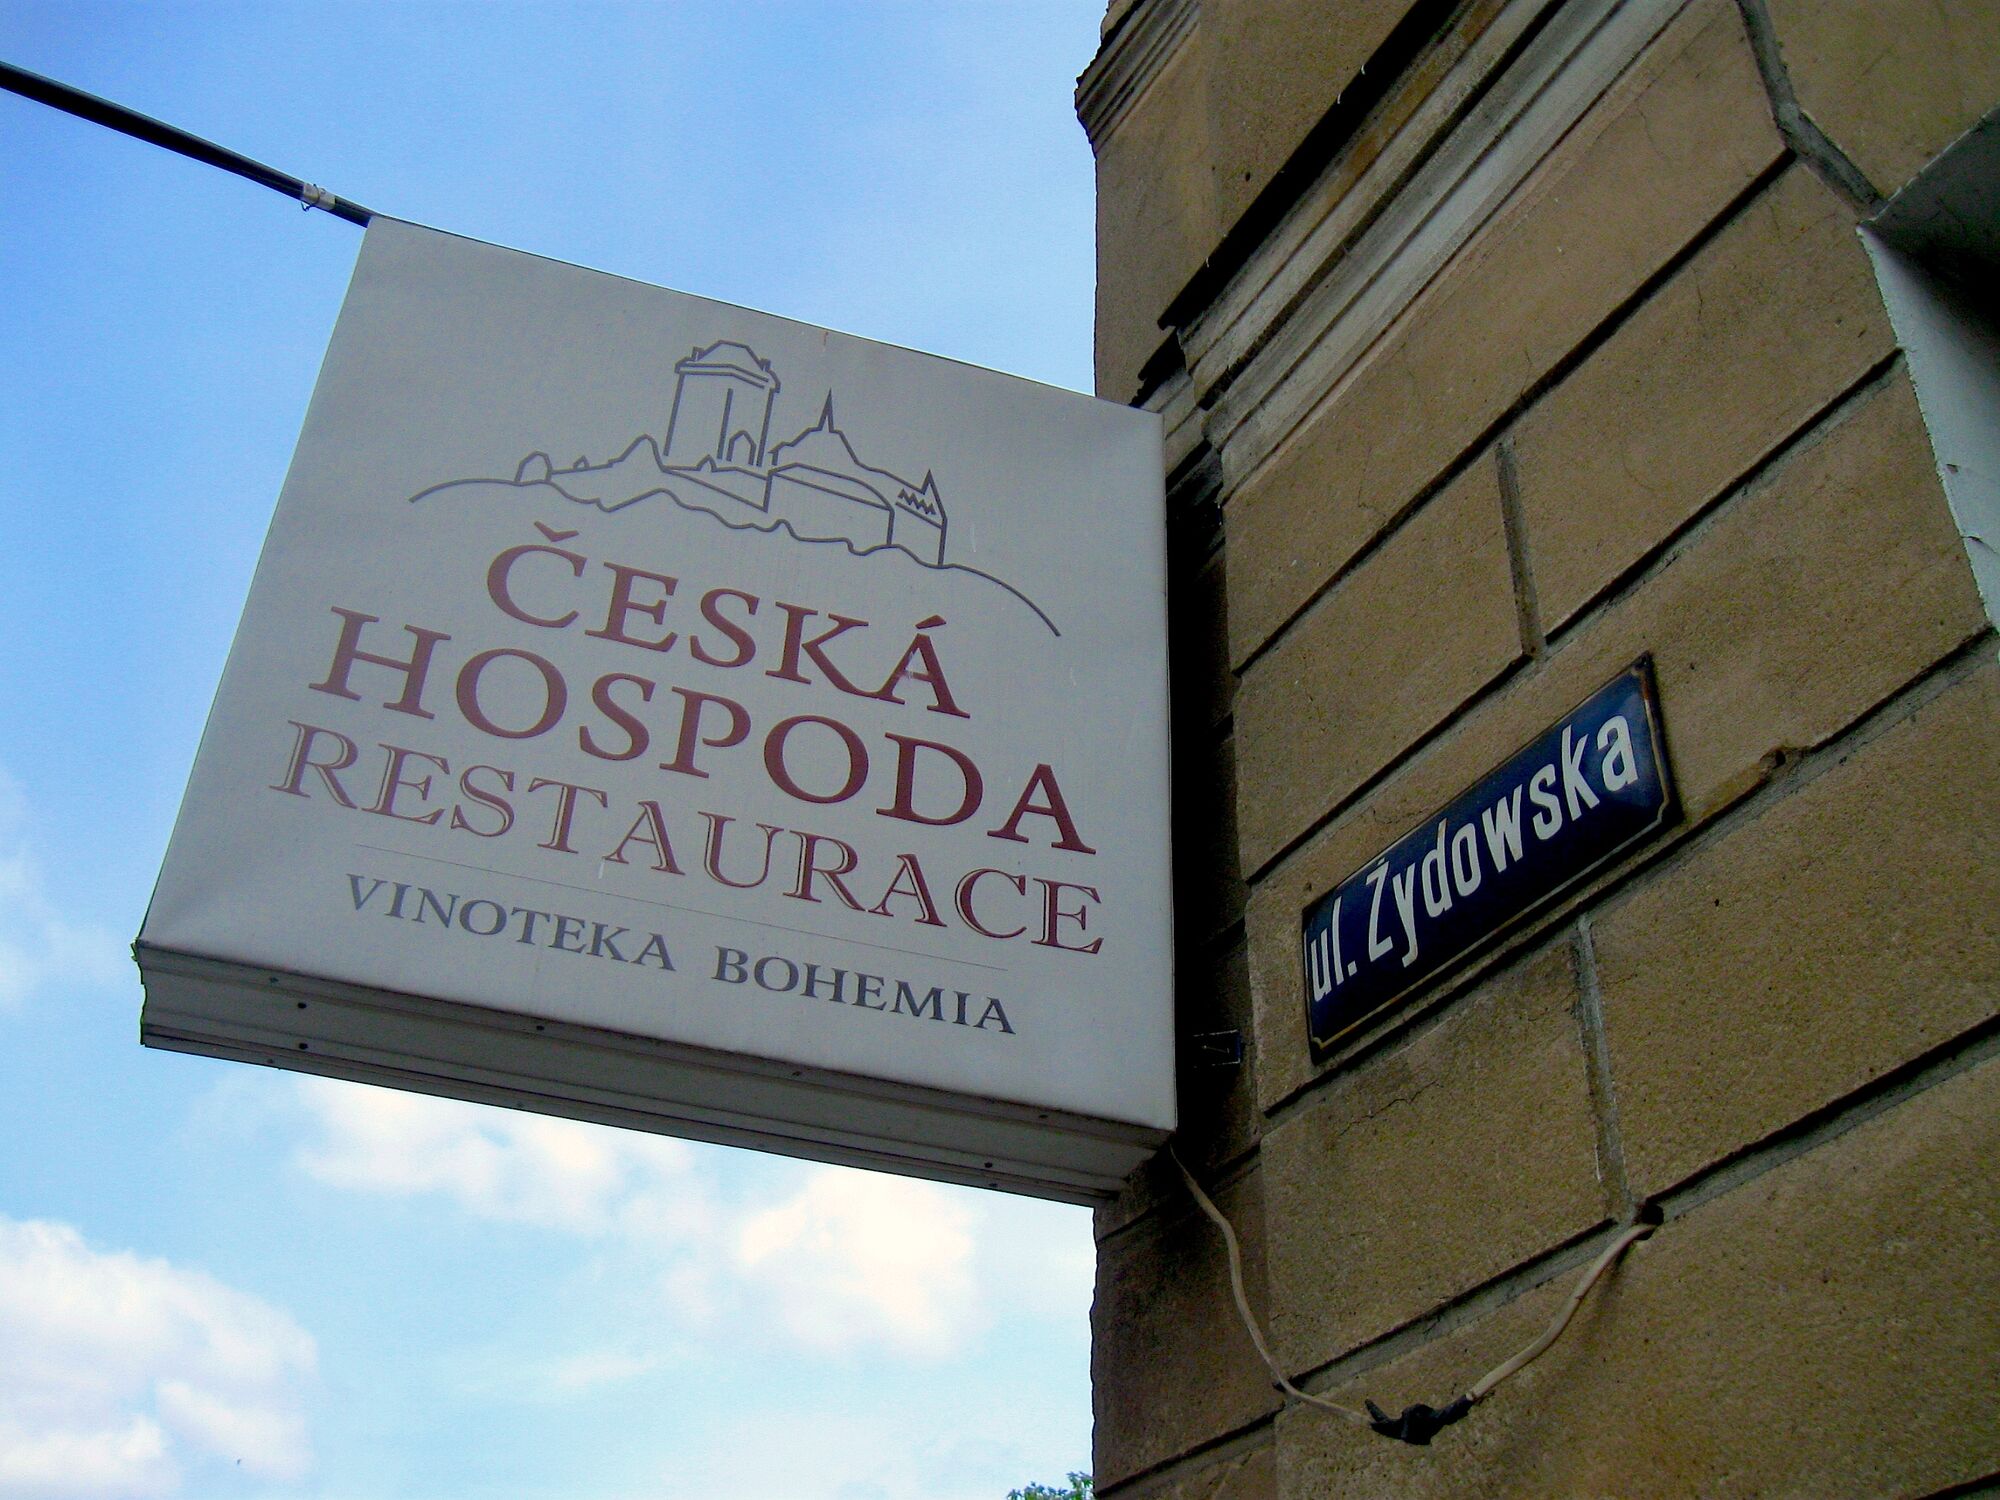 ČESKÁ
HOSPODA
RESTAURACE
VINOTEKA BOHEMIA
ul. Żydowska